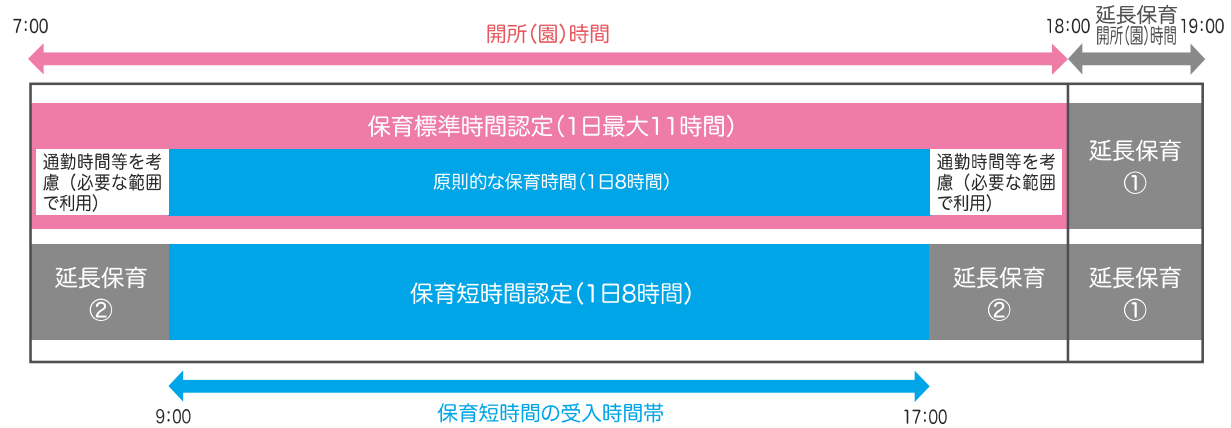 7:00
開所(園)時間
18:00
延長保育
開所(園)時間
19:00
保育標準時間認定(1日最大11時間)
通勤時間等を考
慮（必要な範囲
で利用）
原則的な保育時間(1日8時間)
通勤時間等を考
慮（必要な範囲
で利用）
延長保育
①
延長保育
②
保育短時間認定(1日8時間)
延長保育
②
延長保育
①
9:00
保育短時間の受入時間帯
17:00